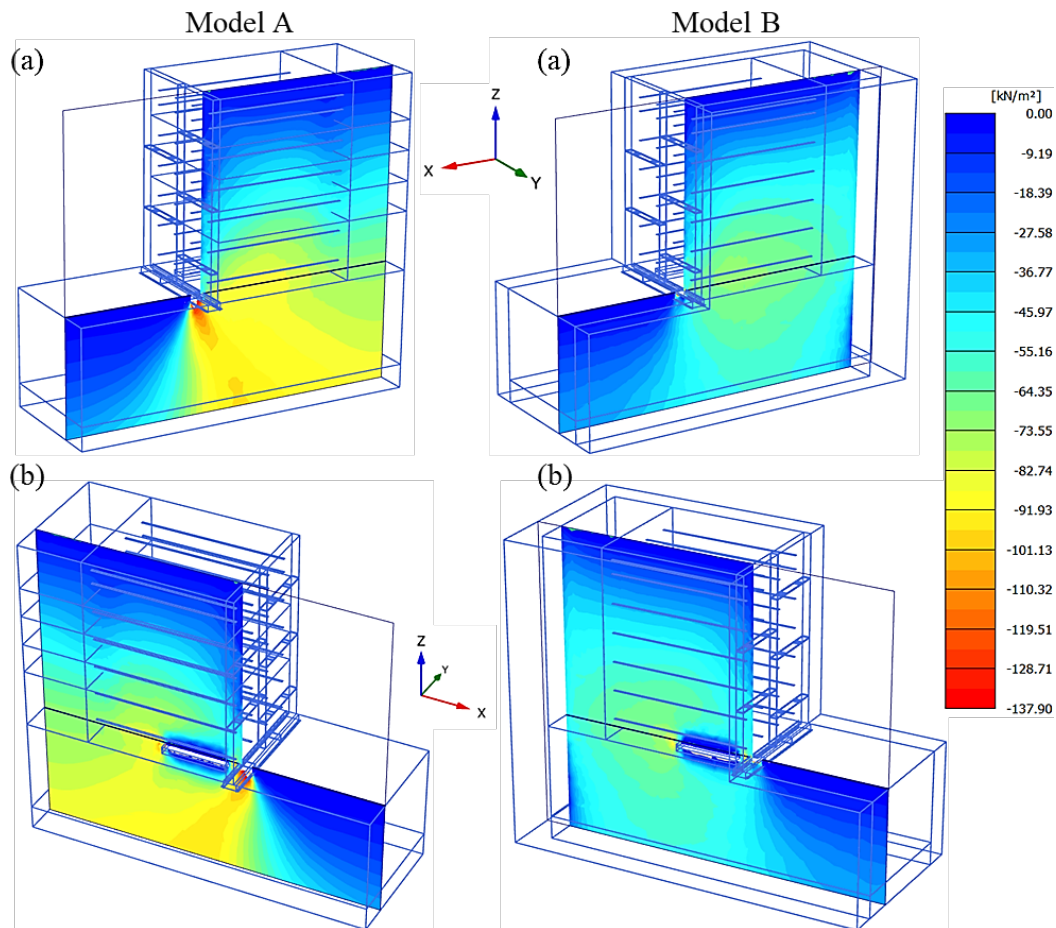 Model A
Model B
(a)
(a)
Z
X
Y
[kN/m²]
0.00
-9.19
-18.39
-27.58
-36.77
-45.97
-55.16
-64.35
-73.55
-82.74
-91.93
-101.13
-110.32
-119.51
-128.71
-137.90
(b)
(b)
Z
Y
X